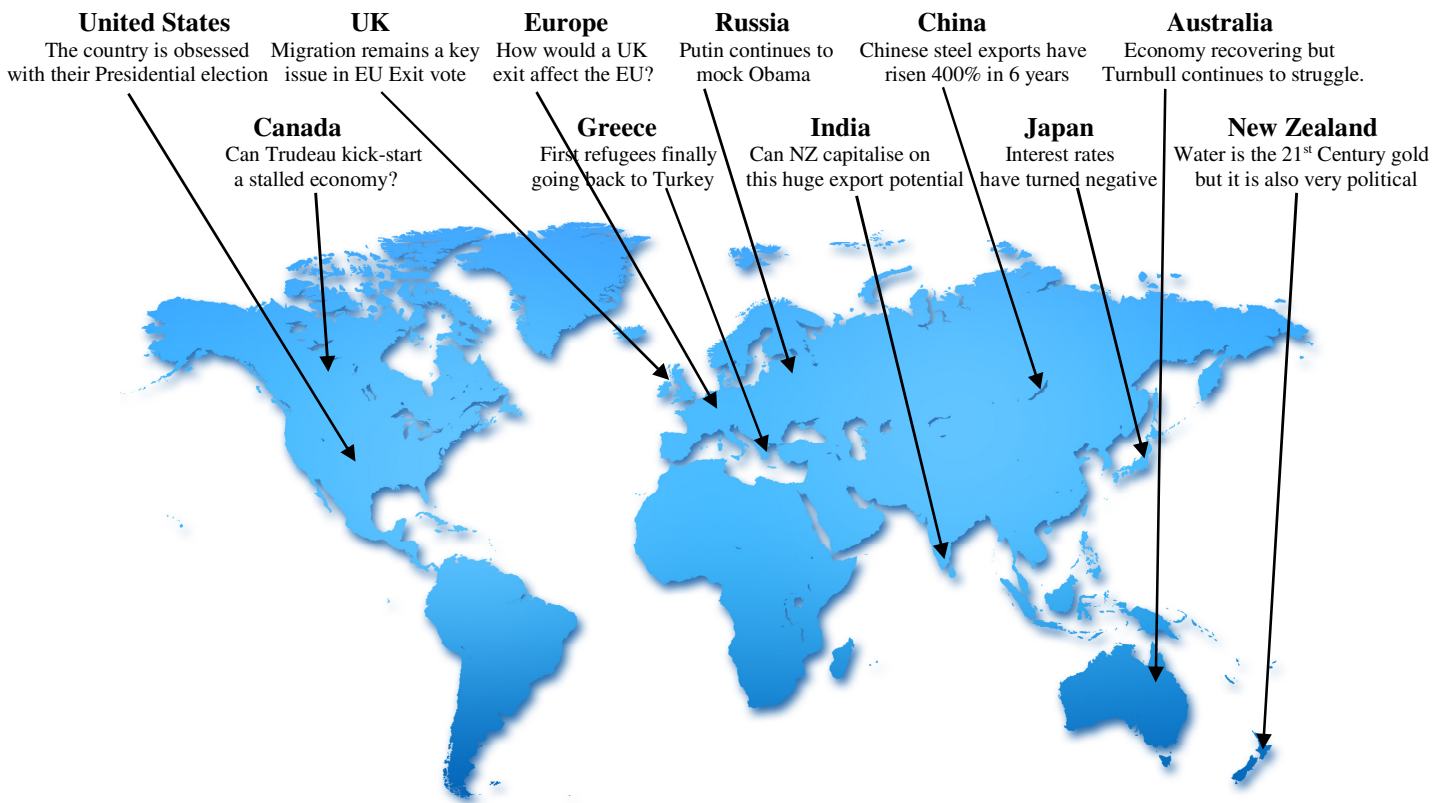 United States
The country is obsessed
with their Presidential election
UK
Migration remains a key
issue in EU Exit vote
Europe
How would a UK
exit affect the EU?
Russia
Putin continues to
mock Obama
China
Chinese steel exports have
risen 400% in 6 years
Australia
Economy recovering but
Turnbull continues to struggle.
Canada
Can Trudeau kick-start
a stalled economy?
Greece
First refugees finally
going back to Turkey
India
Can NZ capitalise on
this huge export potential
Japan
Interest rates
have turned negative
New Zealand
Water is the 21st Century gold
but it is also very political